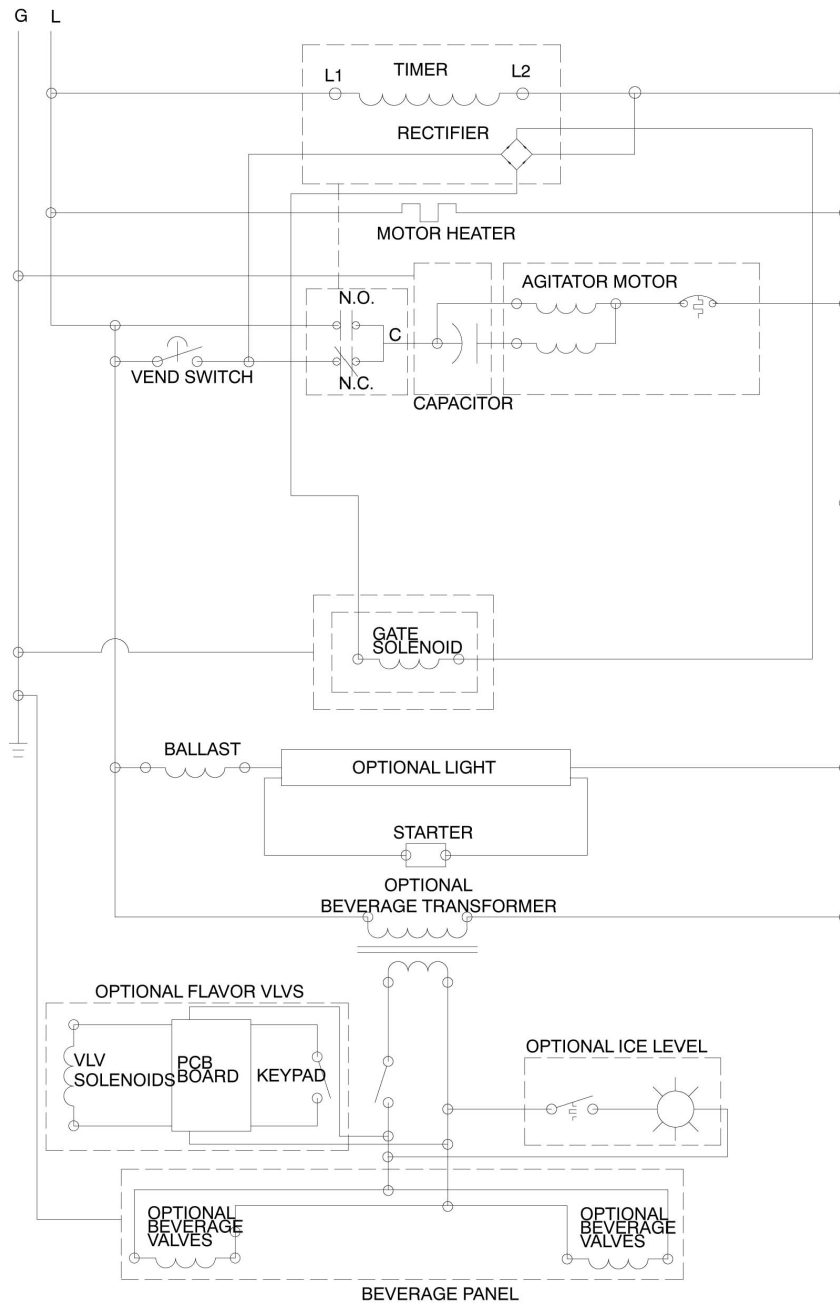 G L
TIMER
L1
L2
RECTIFIER
MOTOR HEATER
AGITATOR MOTOR
N.O.
C
VEND SWITCH
N.C.
CAPACITOR
GATE
SOLENOID
BALLAST
OPTIONAL LIGHT
STARTER
OPTIONAL
BEVERAGE TRANSFORMER
OPTIONAL FLAVOR VLVS
OPTIONAL ICE LEVEL
VLV
SOLENOIDS
PCB
BOARD
KEYPAD
OPTIONAL
BEVERAGE
VALVES
OPTIONAL
BEVERAGE
VALVES
BEVERAGE PANEL